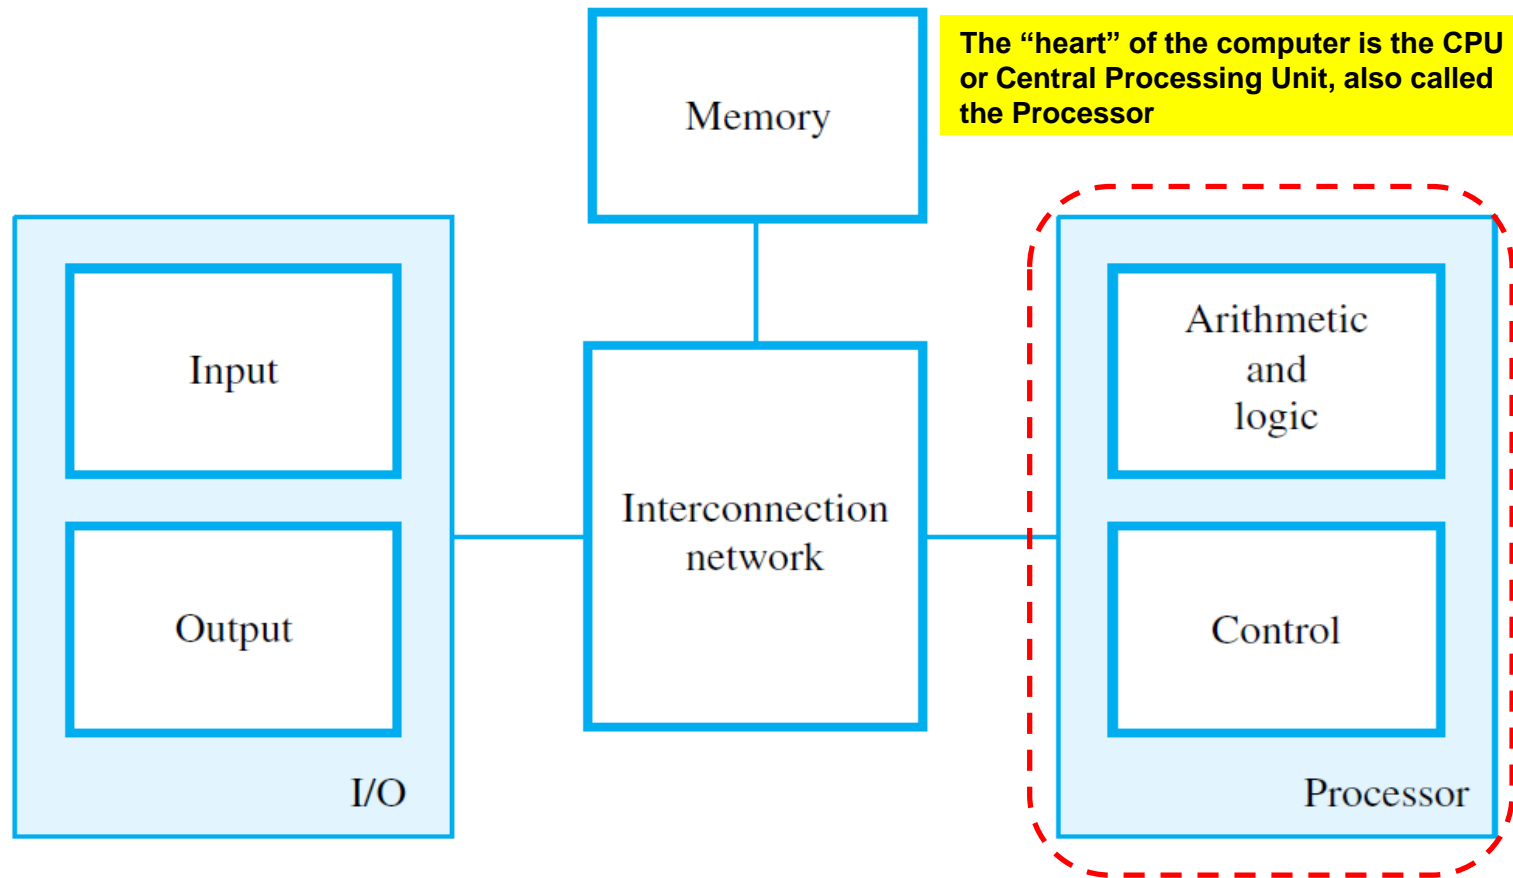 The “heart” of the computer is the CPU
or Central Processing Unit, also called
the Processor
Memory
Input
Output
I/O
Interconnection
network
Arithmetic
and
logic
Control
Processor